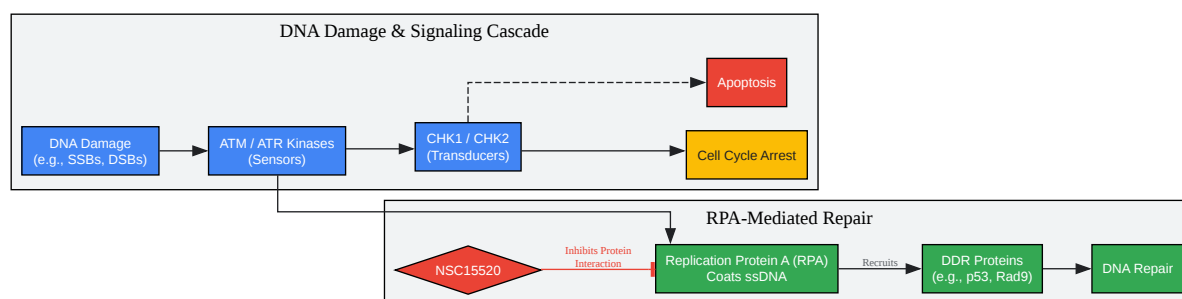 DNA Damage & Signaling Cascade
Apoptosis
DNA Damage
(e.g., SSBs, DSBs)
ATM / ATR Kinases
(Sensors)
CHK1 / CHK2
(Transducers)
Cell Cycle Arrest
RPA-Mediated Repair
NSC15520
Inhibits Protein
Interaction
Replication Protein A (RPA)
Coats ssDNA
Recruits
DDR Proteins
(e.g., p53, Rad9)
DNA Repair